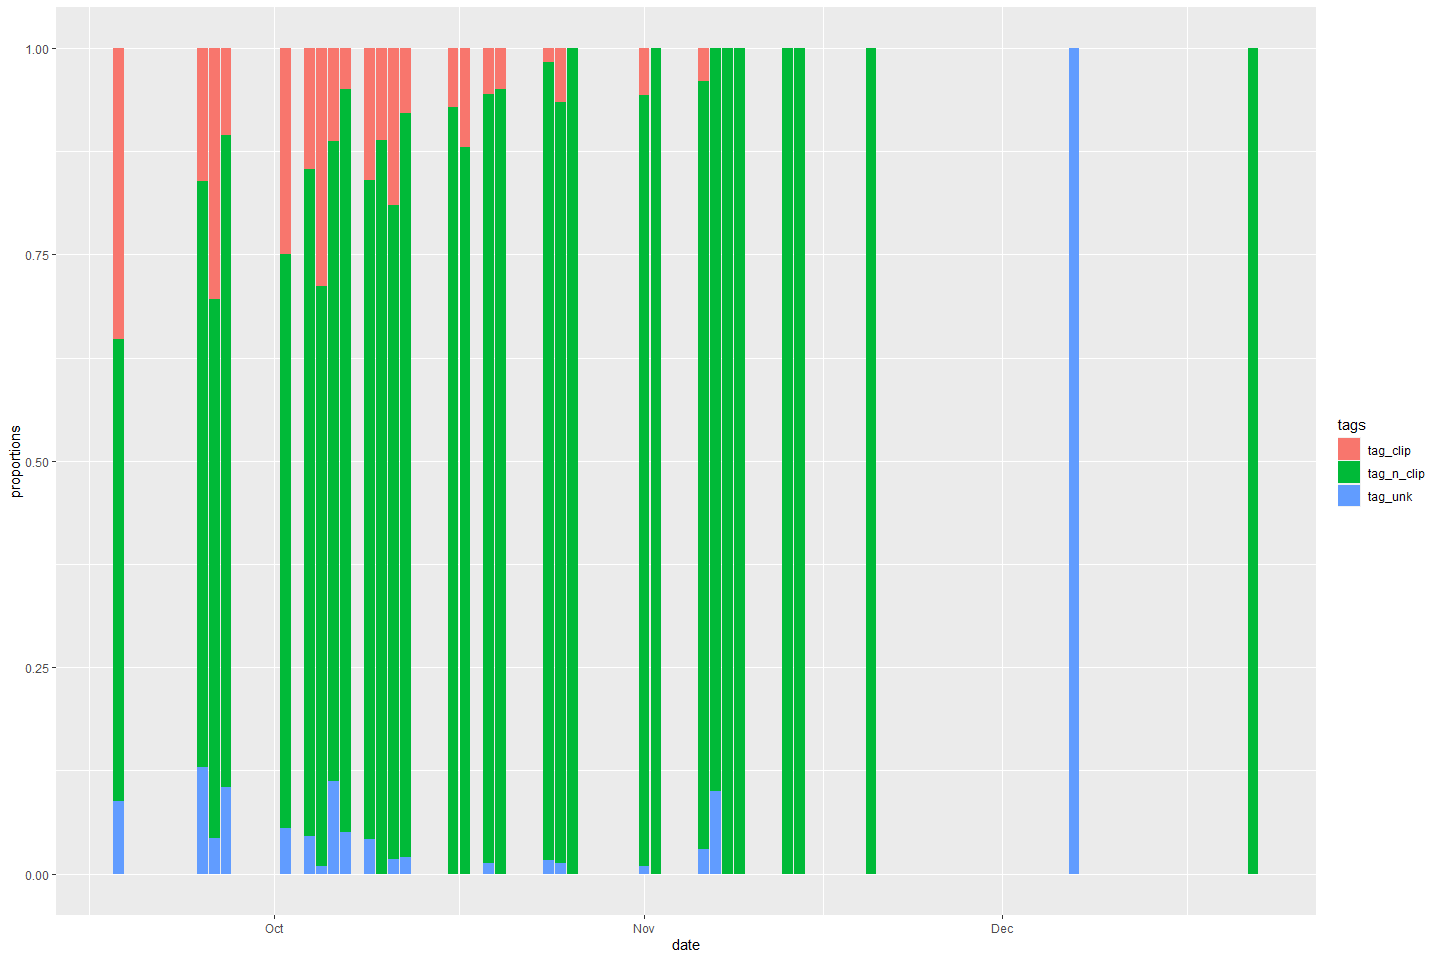 1.00
0.75
0.50
0.25
0.00
proportions
Oct
Nov
Dec
date
tags
tag_clip
tag_n_clip
tag_unk